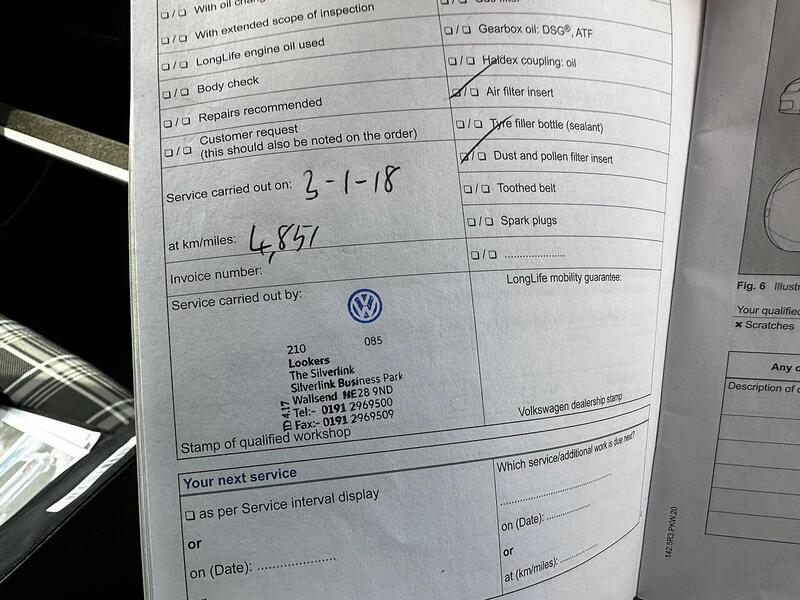 ❏ / ❏ With oil
❏ / ❏ With extended scope of inspection
❏ / ❏ LongLife engine oil used
❏ / ❏ Body check
❏ / ❏ Repairs recommended
❏ / ❏ Customer request
(this should also be noted on the order)
Service carried out on: 3-1-18
at km/miles: 4,851
Invoice number:
Service carried out by:
210 085
Lookers
The Silverlink
Silverlink Business Park
Wallsend NE28 9ND
Tel:- 0191 2969500
Fax:- 0191 2969509
Stamp of qualified workshop
❏ / ❏ Gearbox oil: DSG®, ATF
❏ / ❏ Haldex coupling: oil
❏ / ❏ Air filter insert
❏ / ❏ Tyre filler bottle (sealant)
❏ / ❏ Dust and pollen filter insert
❏ / ❏ Toothed belt
❏ / ❏ Spark plugs
❏ / ❏ ....................
LongLife mobility guarantee:
Volkswagen dealership stamp
Your next service
❏ as per Service interval display
or
on (Date): ....................
Which service/additional work is due next?
..............................
on (Date): ................
or
at (km/miles): ................
142.5R3.PKW.20
Fig. 6
Your
× Scratches
Any
Description of